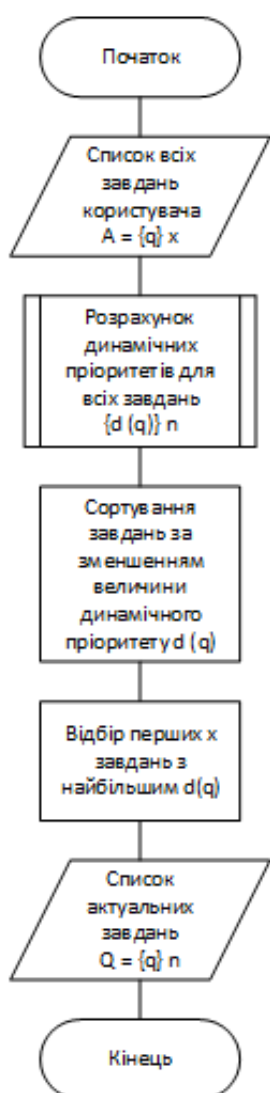 Початок
Список всіх
завдань
користувача
A = {q} x
Розрахунок
динамічних
пріоритетів для
всіх завдань
{d (q)} n
Сортування
завдань за
зменшенням
величини
динамічного
пріоритету d (q)
Відбір перших x
завдань з
найбільшим d(q)
Список
актуальних
завдань
Q = {q} n
Кінець